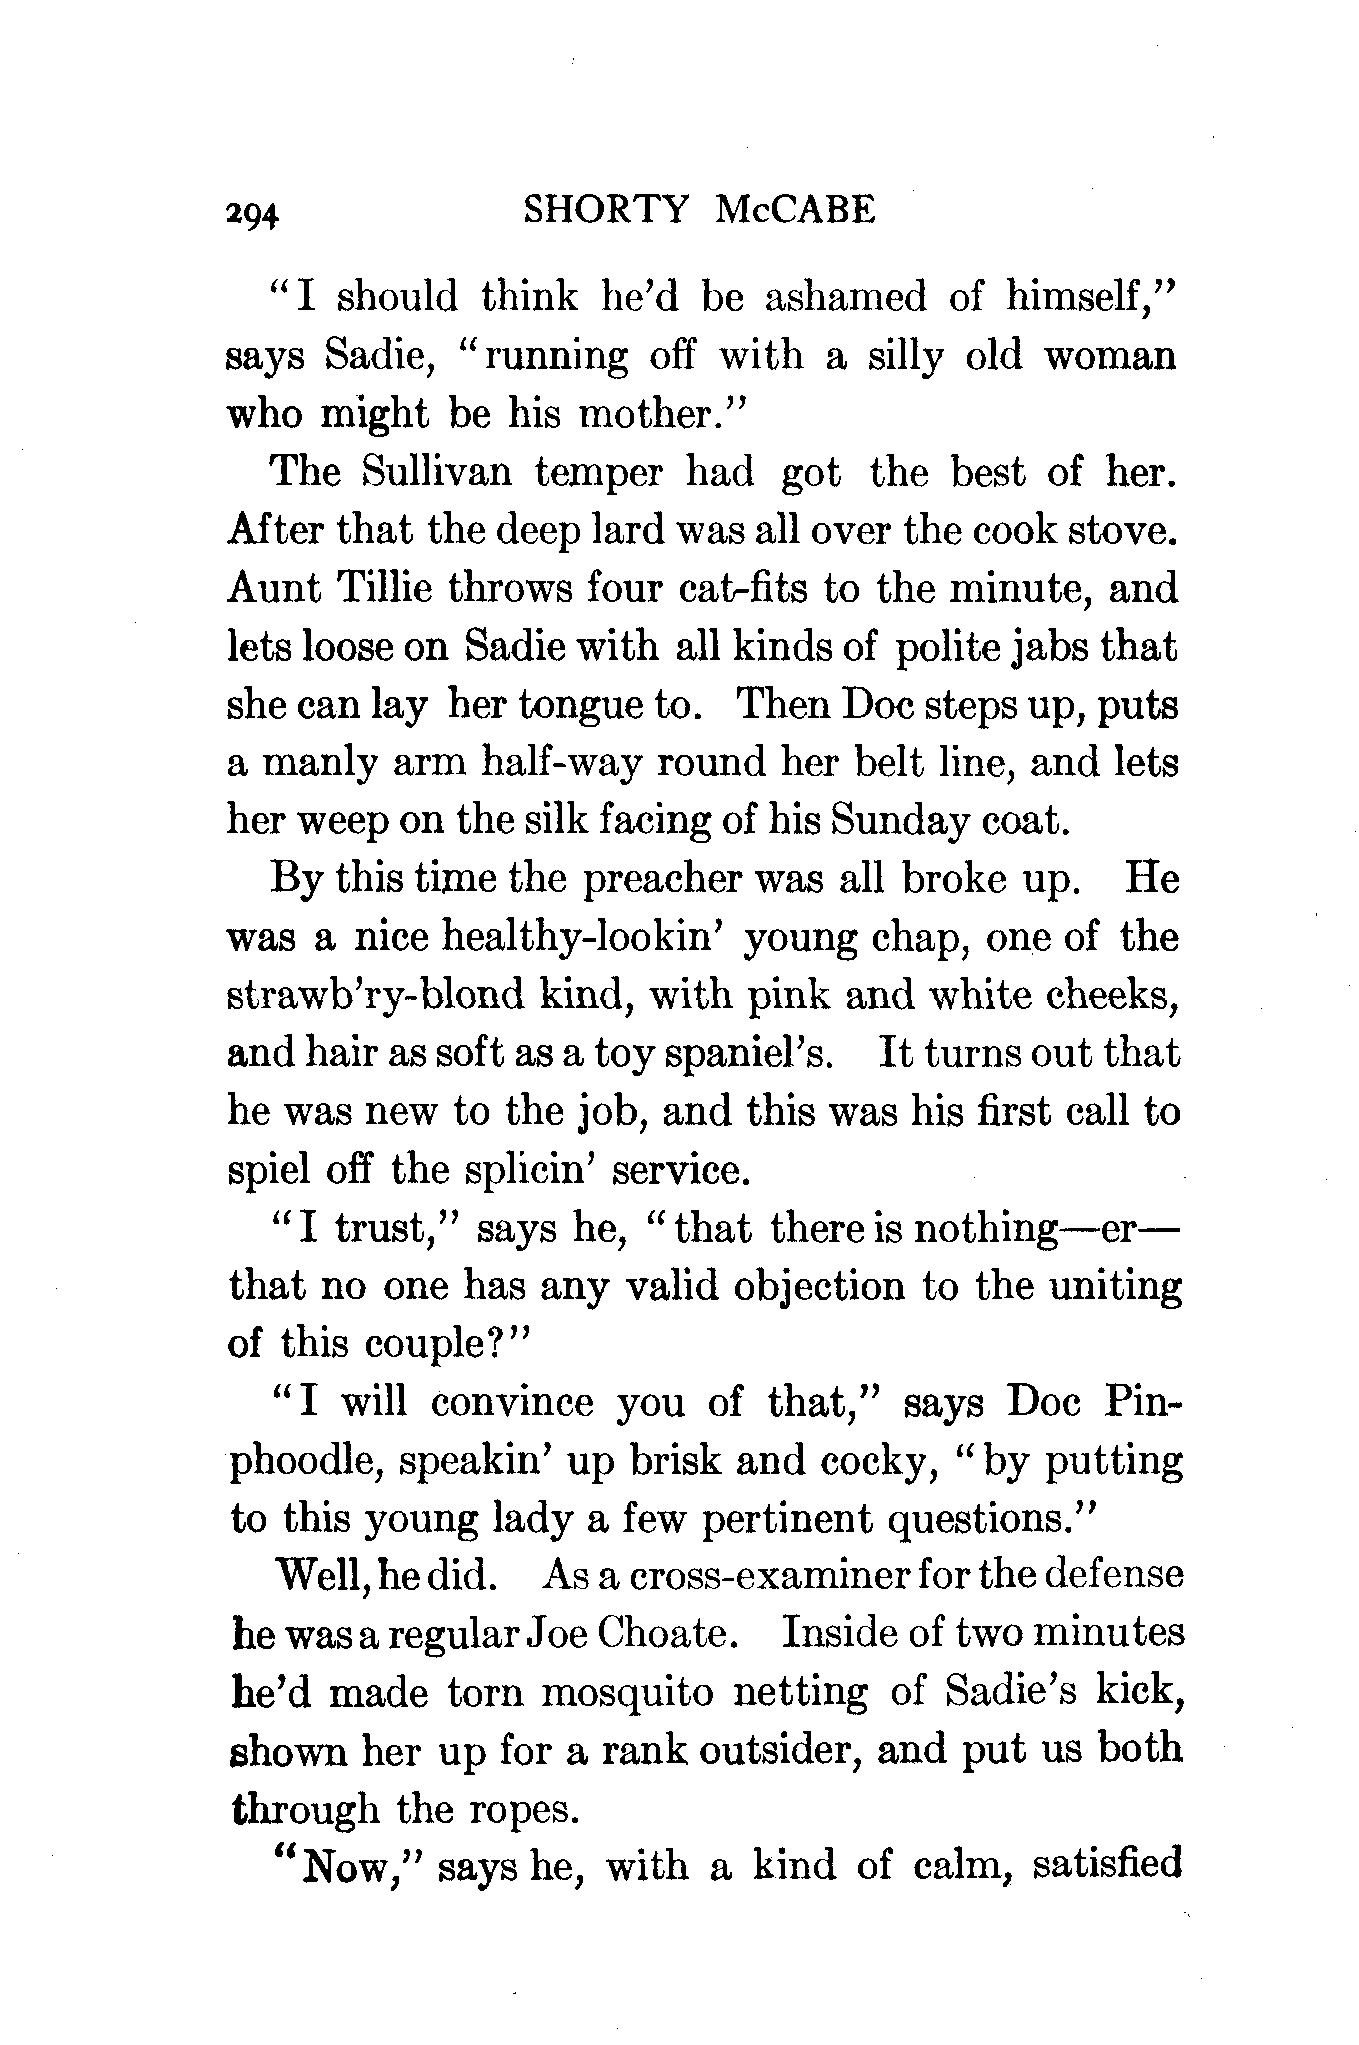 294 SHORTY McCABE
"I should think he'd be ashamed of himself,"
says Sadie, "running off with a silly old woman
who might be his mother."
The Sullivan temper had got the best of her.
After that the deep lard was all over the cook stove.
Aunt Tillie throws four cat-fits to the minute, and
lets loose on Sadie with all kinds of polite jabs that
she can lay her tongue to. Then Doc steps up, puts
a manly arm half-way round her belt line, and lets
her weep on the silk facing of his Sunday coat.
By this time the preacher was all broke up. He
was a nice healthy-lookin' young chap, one of the
strawb'ry-blond kind, with pink and white cheeks,
and hair as soft as a toy spaniel's. It turns out that
he was new to the job, and this was his first call to
spiel off the splicin' service.
"I trust," says he, "that there is nothing—er—
that no one has any valid objection to the uniting
of this couple?"
"I will convince you of that," says Doc Pin-
phoodle, speakin' up brisk and cocky, "by putting
to this young lady a few pertinent questions."
Well, he did. As a cross-examiner for the defense
he was a regular Joe Choate. Inside of two minutes
he'd made torn mosquito netting of Sadie's kick,
shown her up for a rank outsider, and put us both
through the ropes.
"Now," says he, with a kind of calm, satisfied